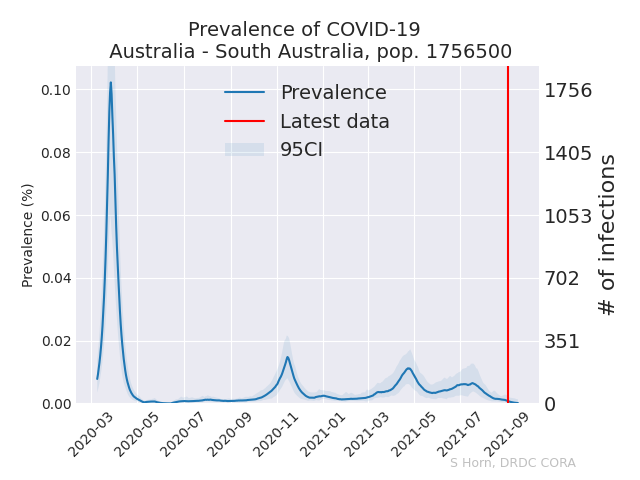 Prevalence of COVID-19
Australia - South Australia, pop. 1756500
Prevalence
Latest data
95CI
Prevalence (%)
0.10
0.08
0.06
0.04
0.02
0.00
1756
1405
1053
702
351
0
# of infections
2020-03
2020-05
2020-07
2020-09
2020-11
2021-01
2021-03
2021-05
2021-07
2021-09
S Horn, DRDC CORA